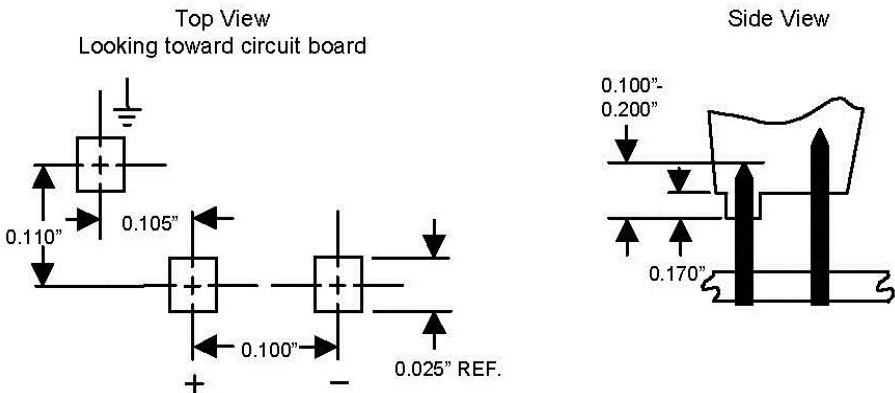 Top View
Looking toward circuit board
Side View
0.100”-
0.200”
0.105”
0.110”
0.170”
0.100”
0.025” REF.
+ −